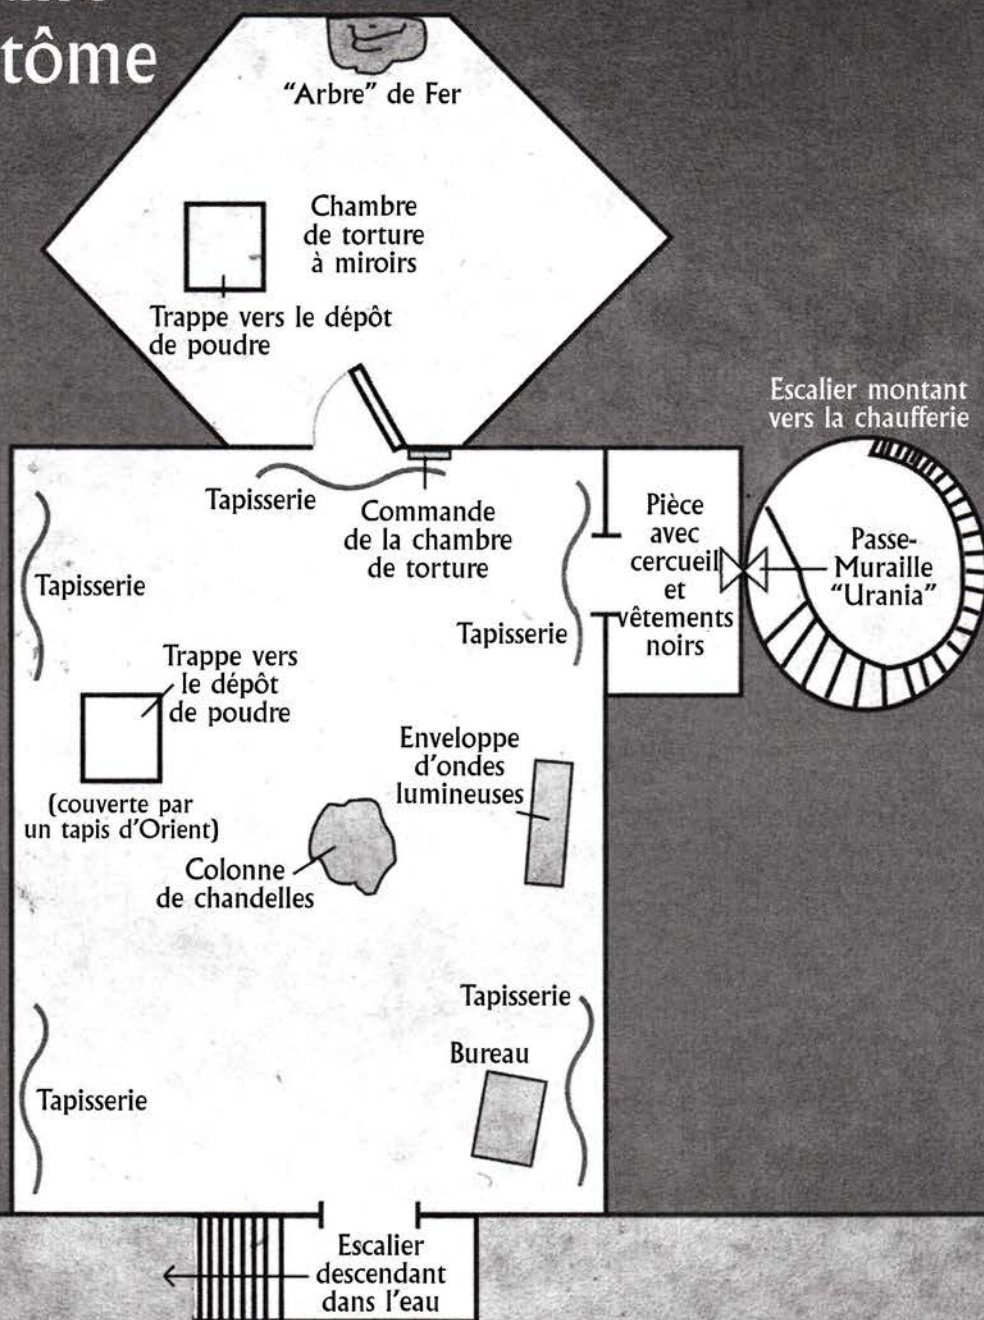 tôme
"Arbre" de Fer
Chambre
de torture
à miroirs
Trappe vers le dépôt
de poudre
Escalier montant
vers la chaufferie
Tapisserie
Commande
de la chambre
de torture
Pièce
avec
cercueil
et
vêtements
noirs
Passe-
Muraille
"Urania"
Tapisserie
Tapisserie
Trappe vers
le dépôt
de poudre
(couverte par
un tapis d'Orient)
Enveloppe
d'ondes
lumineuses
Colonne
de chandelles
Tapisserie
Bureau
Tapisserie
Escalier
descendant
dans l'eau